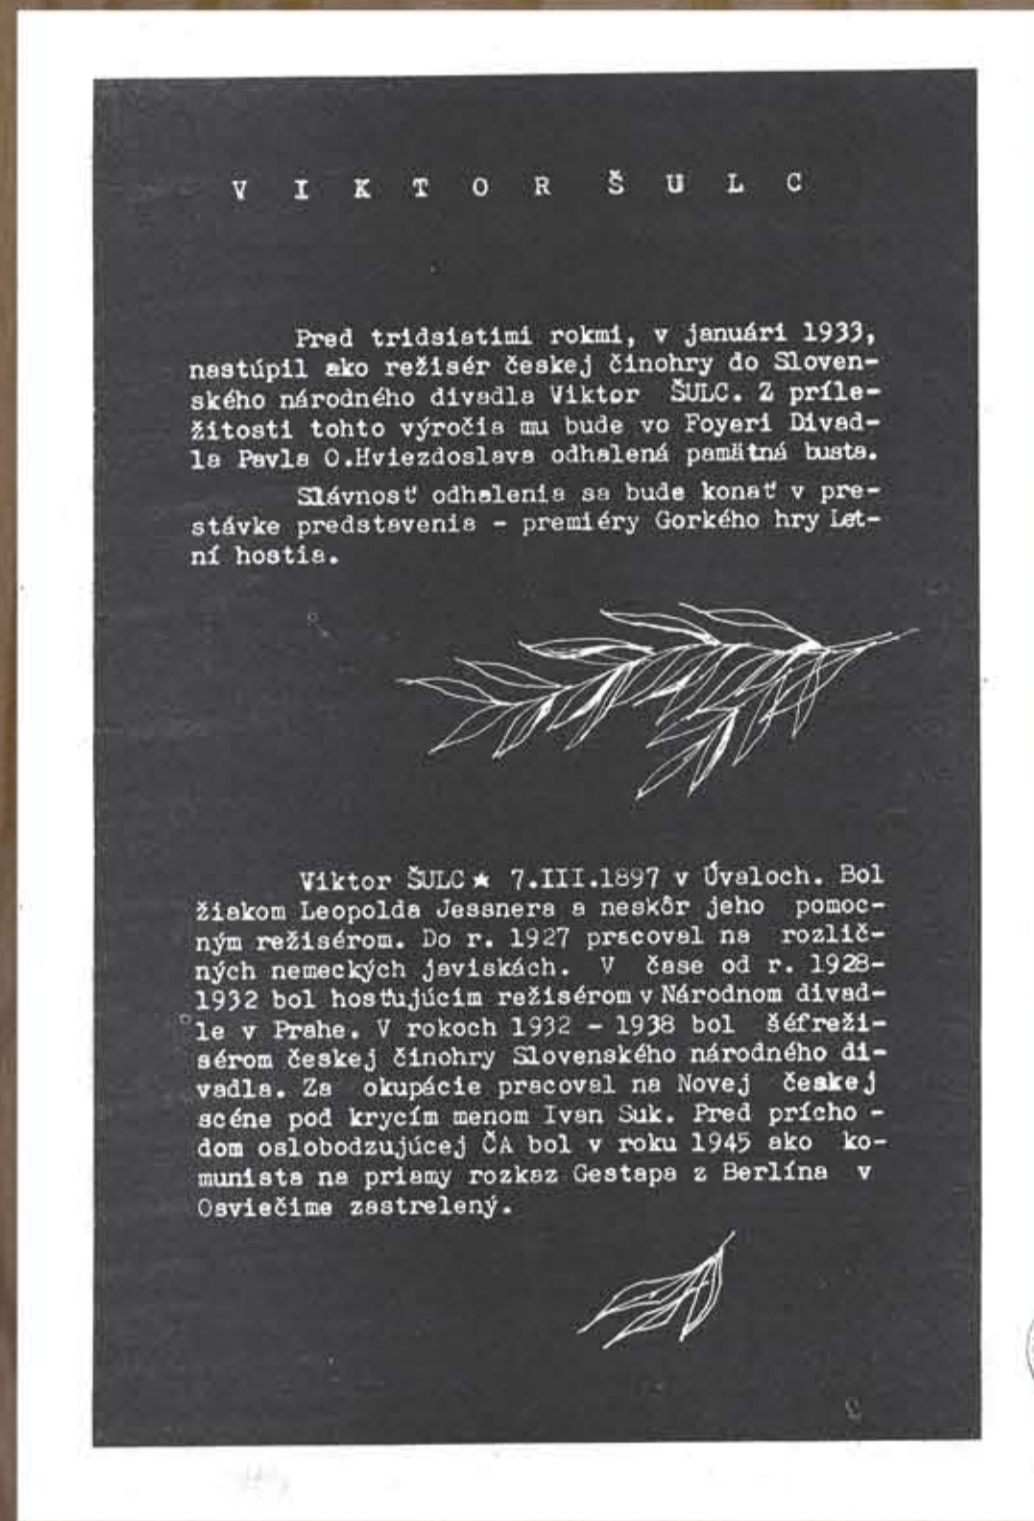 VIKTOR ŠULC
Pred tridsiatimi rokmi, v januári 1933,
nastúpil ako režisér českej činohry do Sloven-
ského národného divadla Viktor ŠULC. Z príle-
žitosti tohto výročia mu bude vo Foyeri Divad-
la Pavla O.Hviezdoslava odhalená pamätná busta.
Slávnosť odhalenia sa bude konať v pre-
stávke predstavenia - premiéry Gorkého hry Let-
ní hostia.
Viktor ŠULC ★ 7.III.1897 v Úvaloch. Bol
žiakom Leopolda Jessnera a neskôr jeho pomoc-
ným režisérom. Do r. 1927 pracoval na rozlič-
ných nemeckých javiskách. V čase od r. 1928-
1932 bol hosťujúcim režisérom v Národnom divad-
le v Prahe. V rokoch 1932 - 1938 bol šéfreži-
sérom českej činohry Slovenského národného di-
vadla. Za okupácie pracoval na Novej českej
scéne pod krycím menom Ivan Suk. Pred prícho -
dom oslobodzujúcej ČA bol v roku 1945 ako ko-
munista na priamy rozkaz Gestapa z Berlína v
Osviečime zastrelený.